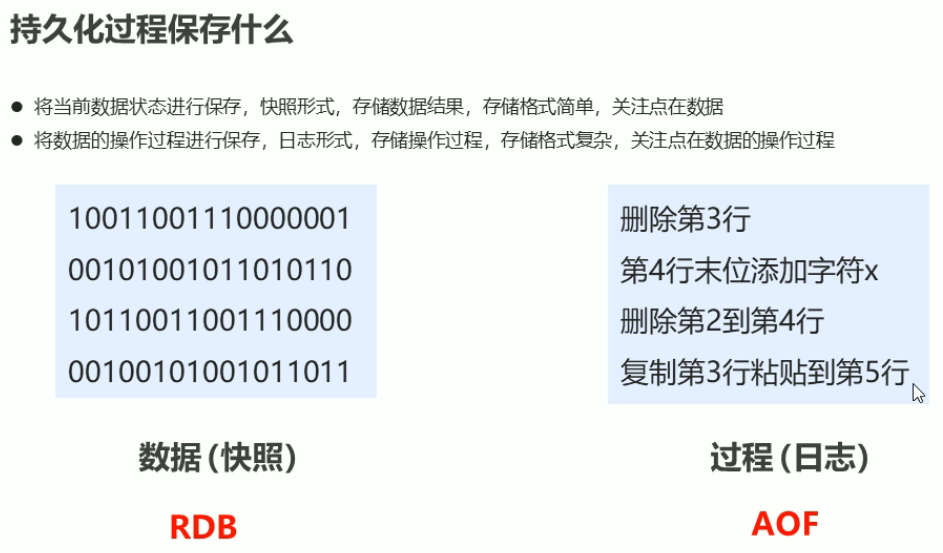 持久化过程保存什么
● 将当前数据状态进行保存，快照形式，存储数据结果，存储格式简单，关注点在数据
● 将数据的操作过程进行保存，日志形式，存储操作过程，存储格式复杂，关注点在数据的操作过程
10011001110000001
00101001011010110
10110011001110000
00100101001011011
数据(快照)
RDB
删除第3行
第4行末位添加字符x
删除第2到第4行
复制第3行粘贴到第5行
过程(日志)
AOF